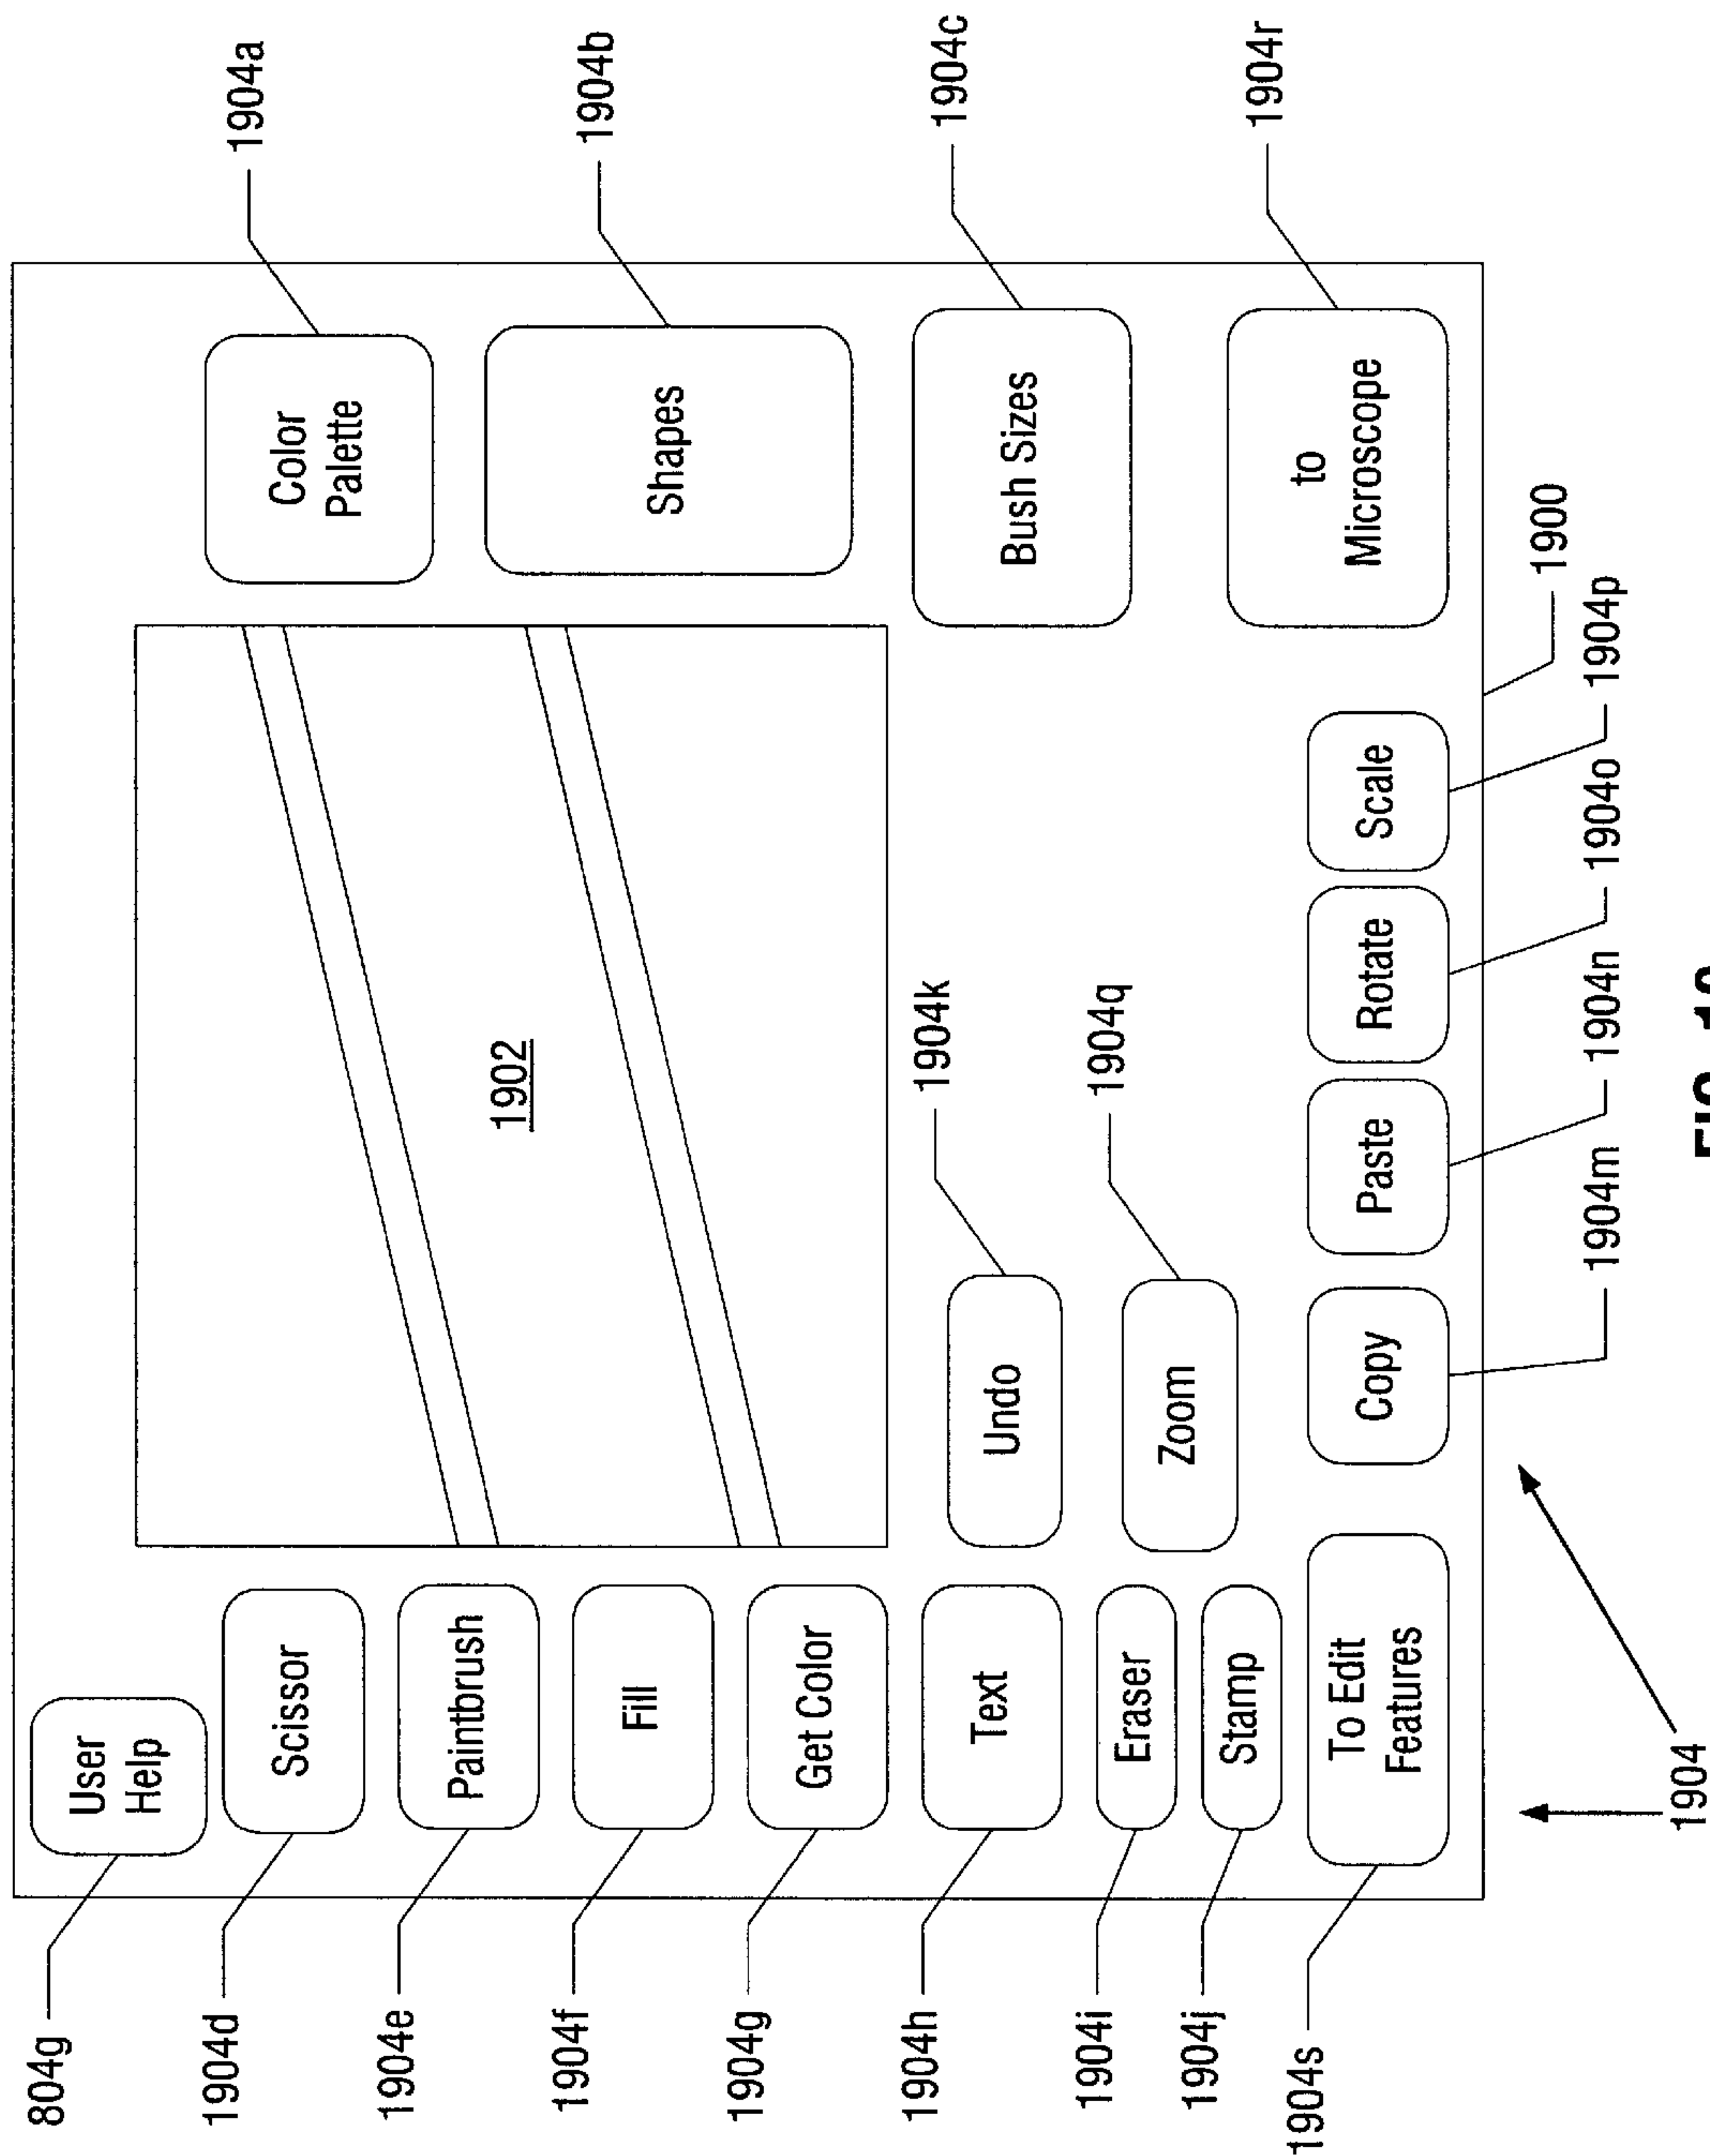 804g
User
Help
1904d
Scissor
1904e
Paintbrush
1904f
Fill
1904g
Get Color
1904h
Text
1904i
Eraser
1904j
Stamp
1904s
To Edit
Features
1902
1904k
Undo
1904q
Zoom
Color
Palette
1904a
Shapes
1904b
Bush Sizes
1904c
to
Microscope
1904r
Copy
Paste
Rotate
Scale
1900
1904m
1904n
1904o
1904p
1904
FIG.